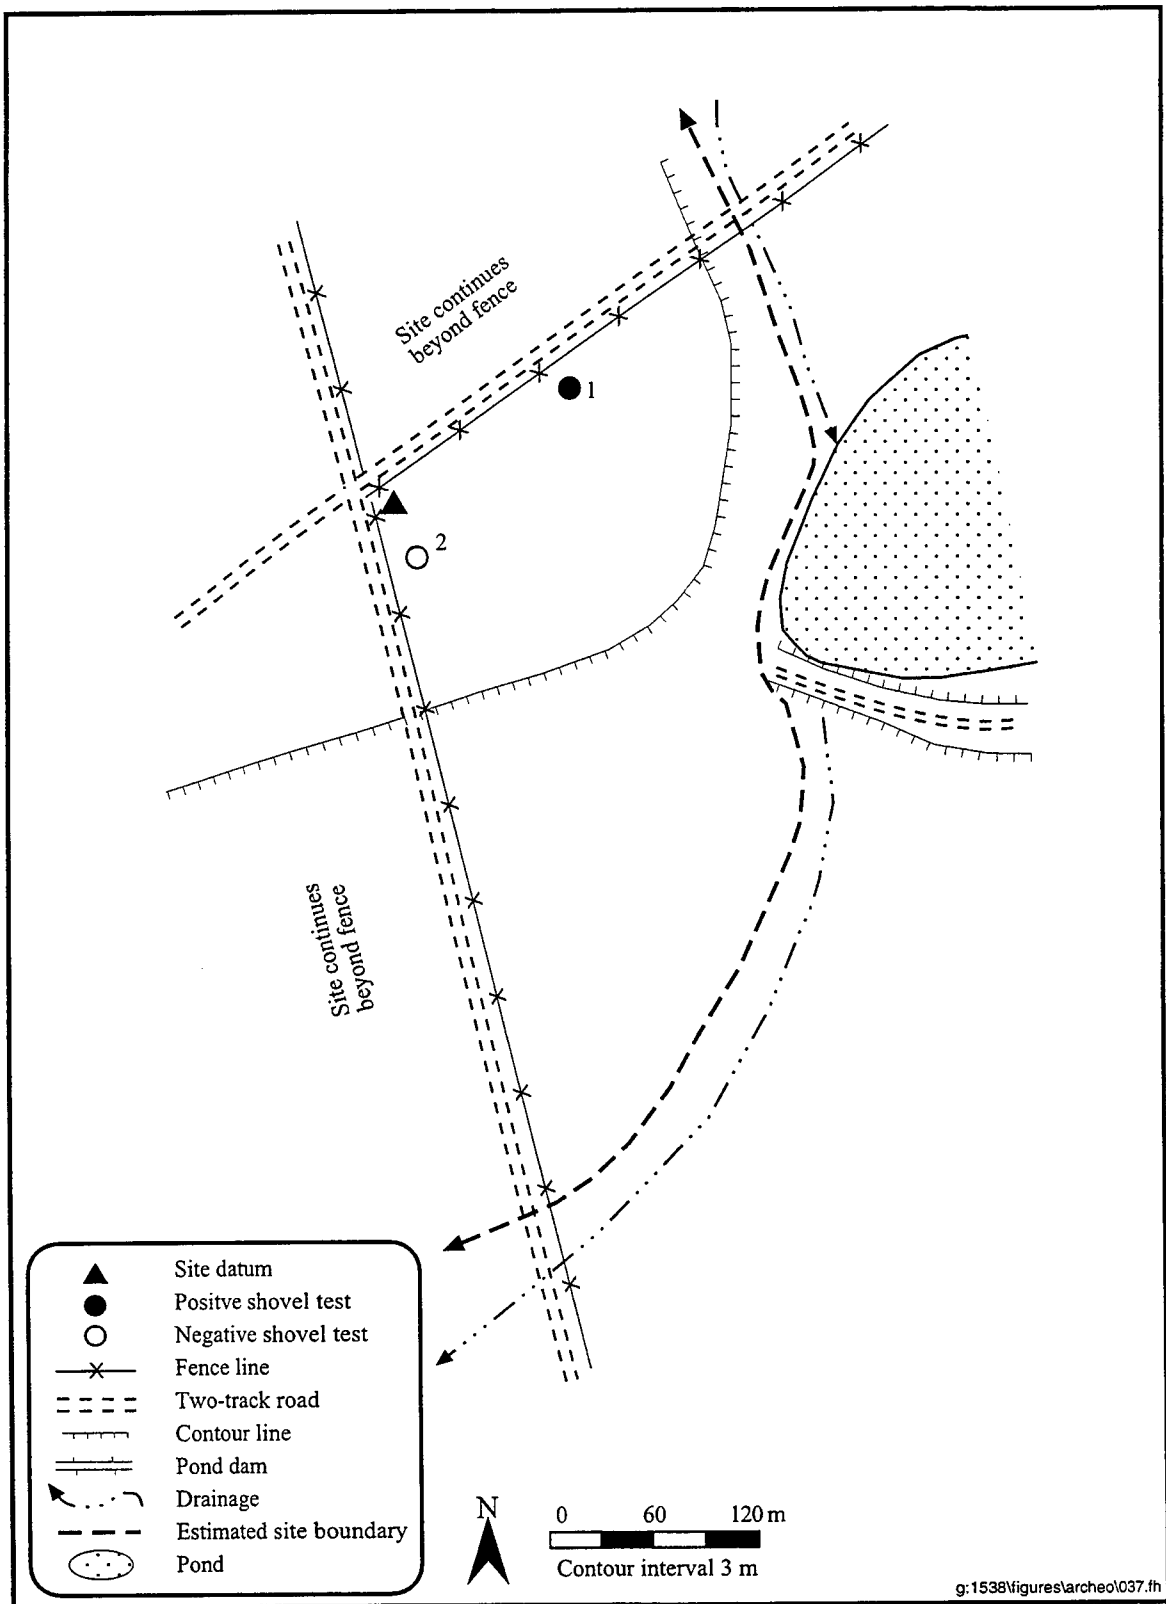 Site continues
beyond fence
1
2
Site continues
beyond fence
Site datum
Positve shovel test
Negative shovel test
Fence line
Two-track road
Contour line
Pond dam
Drainage
Estimated site boundary
Pond
N
0 60 120 m
Contour interval 3 m
g:1538\figures\archeo\037.fh